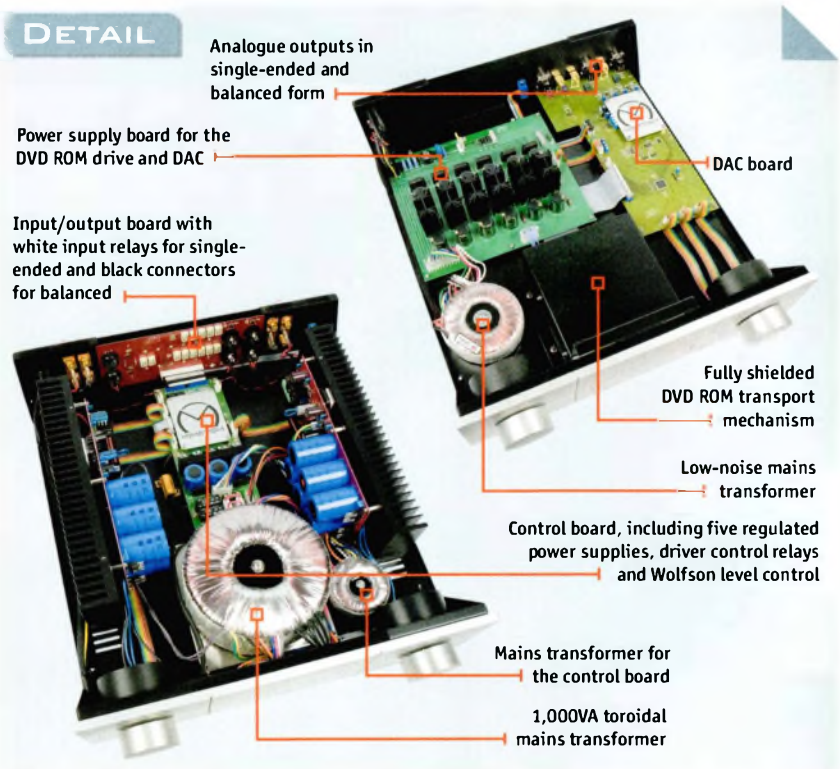 DETAIL
Analogue outputs in
single-ended and
balanced form
Power supply board for the
DVD ROM drive and DAC
DAC board
Input/output board with
white input relays for single-
ended and black connectors
for balanced
Fully shielded
DVD ROM transport
mechanism
Low-noise mains
transformer
Control board, including five regulated
power supplies, driver control relays
and Wolfson level control
Mains transformer for
the control board
1,000VA toroidal
mains transformer